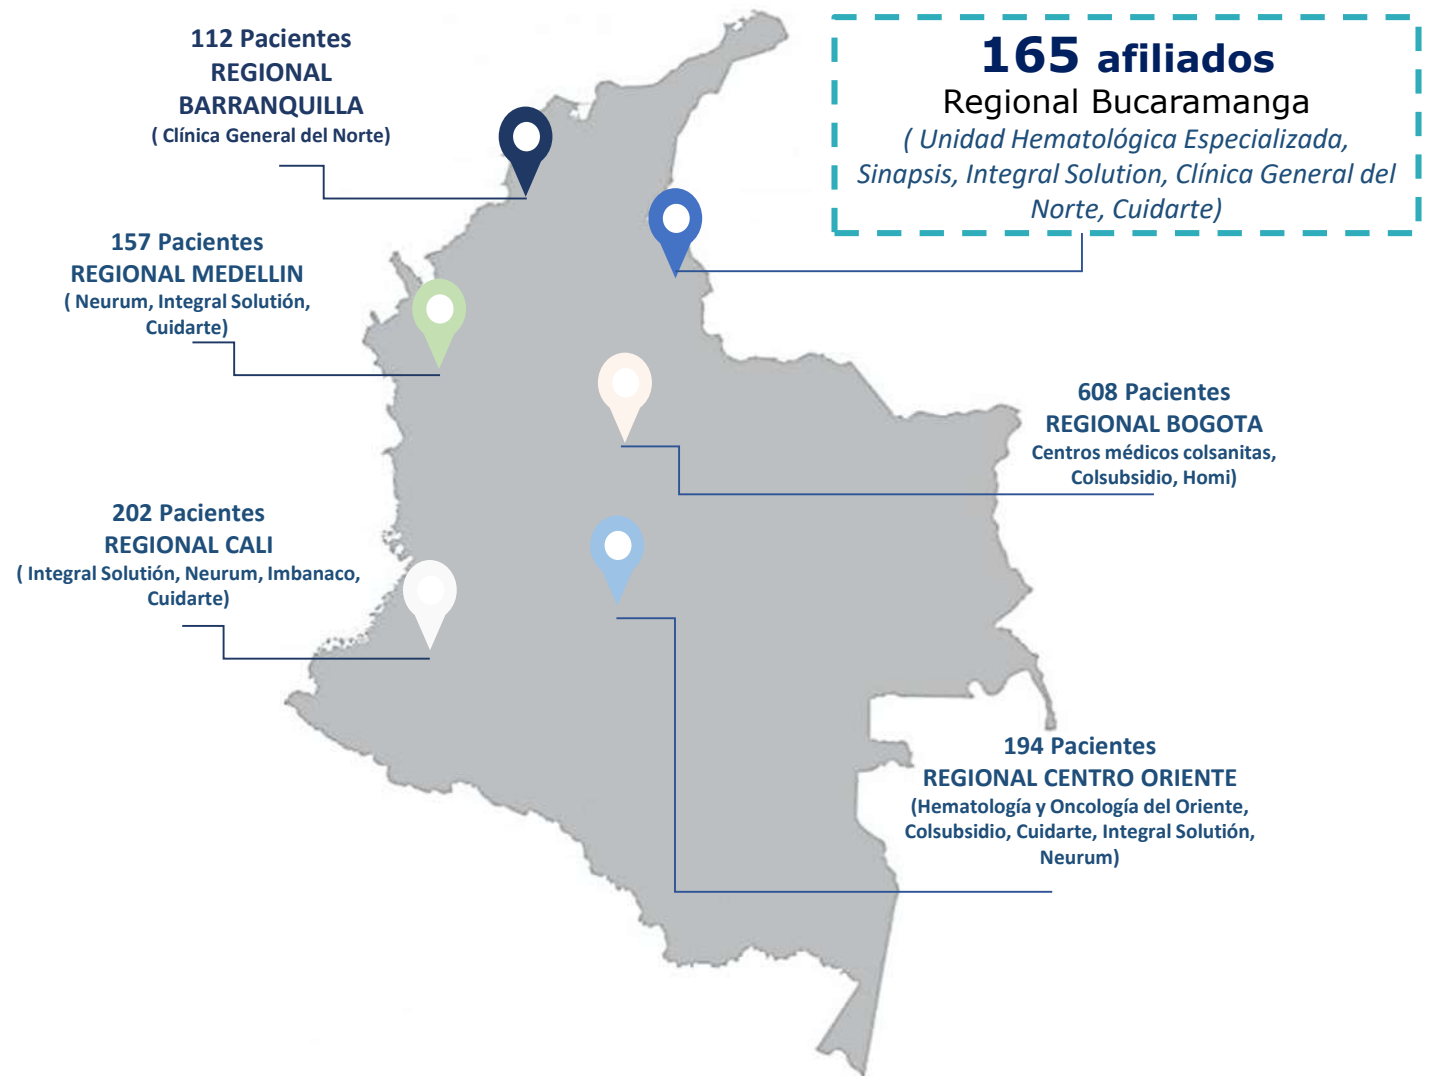 112 Pacientes
REGIONAL
BARRANQUILLA
( Clínica General del Norte)
165 afiliados
Regional Bucaramanga
( Unidad Hematológica Especializada,
Sinapsis, Integral Solution, Clínica General del
Norte, Cuidarte)
157 Pacientes
REGIONAL MEDELLIN
( Neurum, Integral Solutión,
Cuidarte)
608 Pacientes
REGIONAL BOGOTA
Centros médicos colsanitas,
Colsubsidio, Homi)
202 Pacientes
REGIONAL CALI
( Integral Solutión, Neurum, Imbanaco,
Cuidarte)
194 Pacientes
REGIONAL CENTRO ORIENTE
(Hematología y Oncología del Oriente,
Colsubsidio, Cuidarte, Integral Solutión,
Neurum)